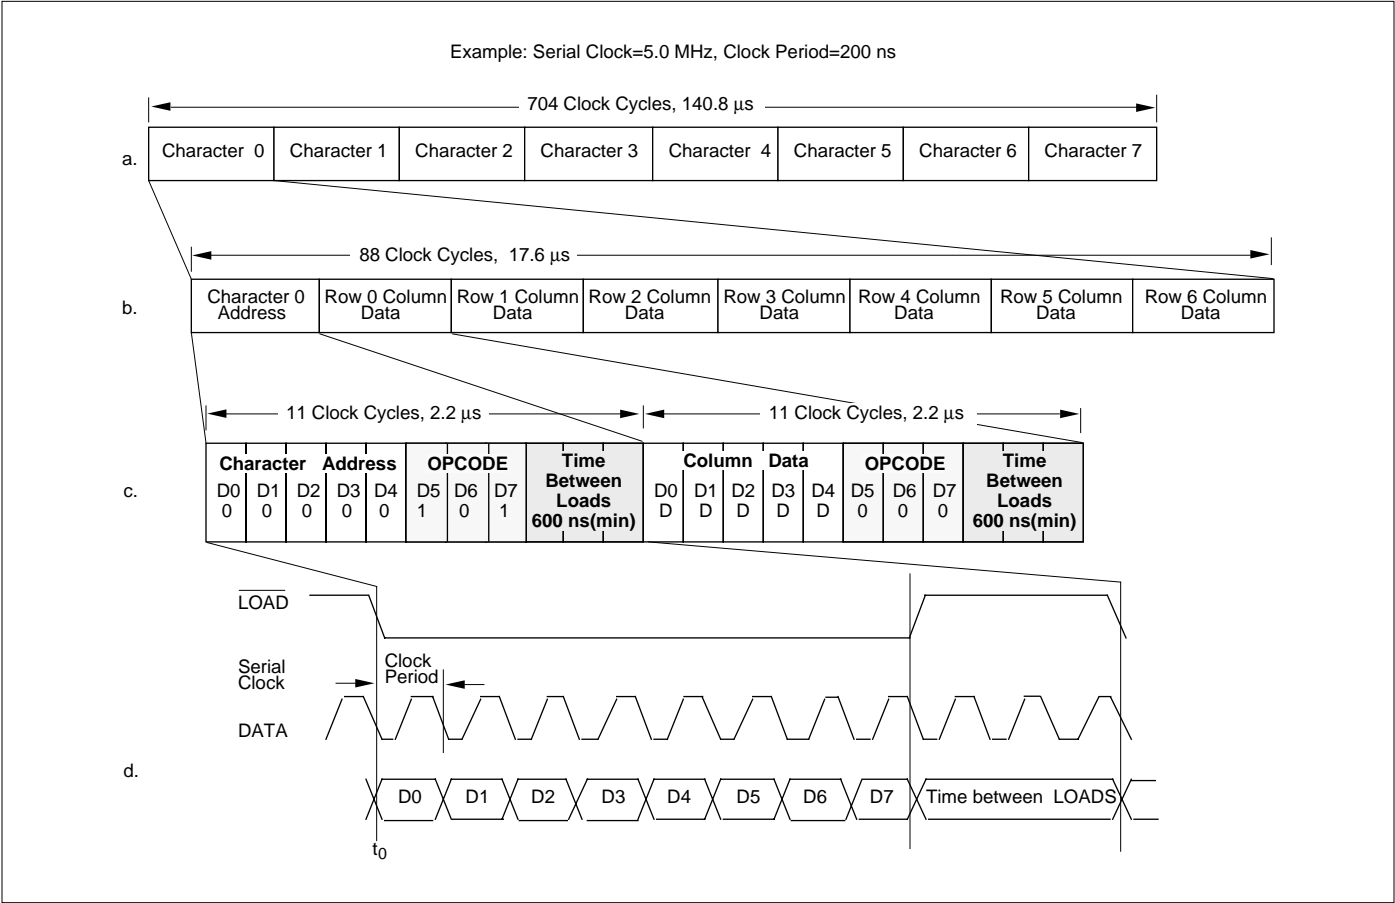 Example: Serial Clock=5.0 MHz, Clock Period=200 ns
704 Clock Cycles, 140.8 µs
a.
Character 0 Character 1 Character 2 Character 3 Character 4 Character 5 Character 6 Character 7
88 Clock Cycles, 17.6 µs
b.
Character 0 Address
Row 0 Column Data
Row 1 Column Data
Row 2 Column Data
Row 3 Column Data
Row 4 Column Data
Row 5 Column Data
Row 6 Column Data
11 Clock Cycles, 2.2 µs 11 Clock Cycles, 2.2 µs
c.
Character Address OPCODE
D0 D1 D2 D3 D4 D5 D6 D7
0 0 0 0 0 1 0 1
Time
Between
Loads
600 ns(min)
Column Data OPCODE
D0 D1 D2 D3 D4 D5 D6 D7
D D D D D 0 0 0
Time
Between
Loads
600 ns(min)
LOAD
Serial
Clock
Clock
Period
DATA
d.
D0 D1 D2 D3 D4 D5 D6 D7 Time between LOADS
t0